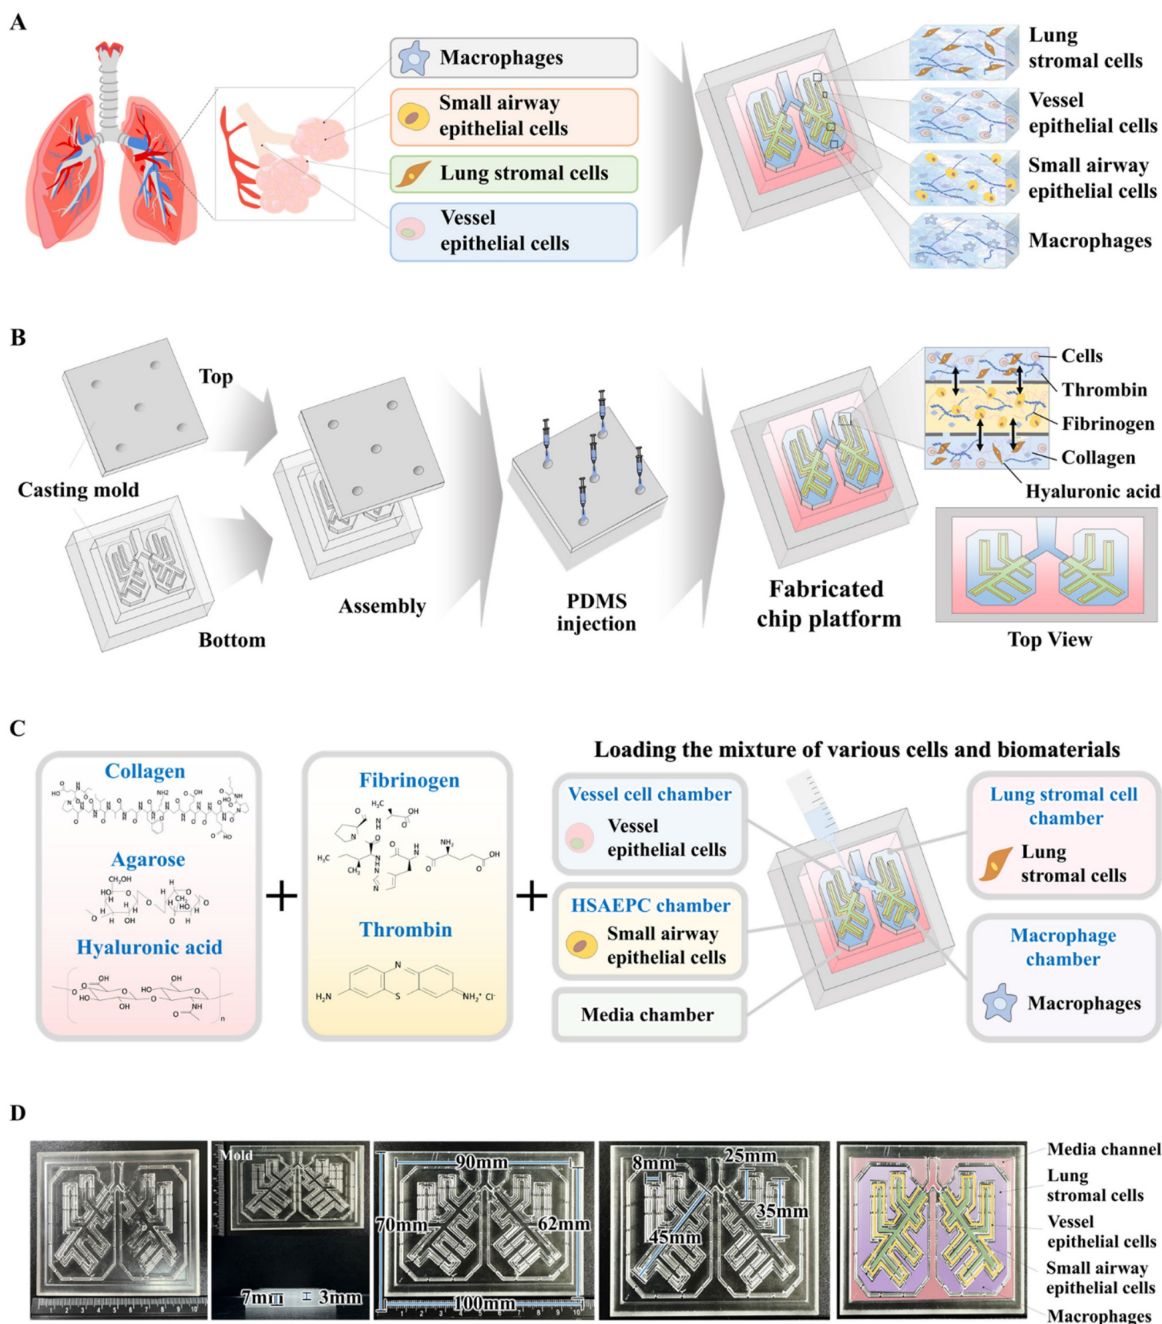 A
Macrophages
Small airway
epithelial cells
Lung stromal cells
Vessel
epithelial cells
Lung
stromal cells
Vessel
epithelial cells
Small airway
epithelial cells
Macrophages
B
Top
Casting mold
Bottom
Assembly
PDMS
injection
Fabricated
chip platform
Cells
Thrombin
Fibrinogen
Collagen
Hyaluronic acid
Top View
C
Collagen
Agarose
Hyaluronic acid
Fibrinogen
Thrombin
Loading the mixture of various cells and biomaterials
Vessel cell chamber
Vessel
epithelial cells
HSAEPC chamber
Small airway
epithelial cells
Media chamber
Lung stromal cell
chamber
Lung
stromal cells
Macrophage
chamber
Macrophages
D
Mold
7mm
3mm
90mm
70mm
62mm
100mm
8mm
25mm
35mm
45mm
Media channel
Lung
stromal cells
Vessel
epithelial cells
Small airway
epithelial cells
Macrophages